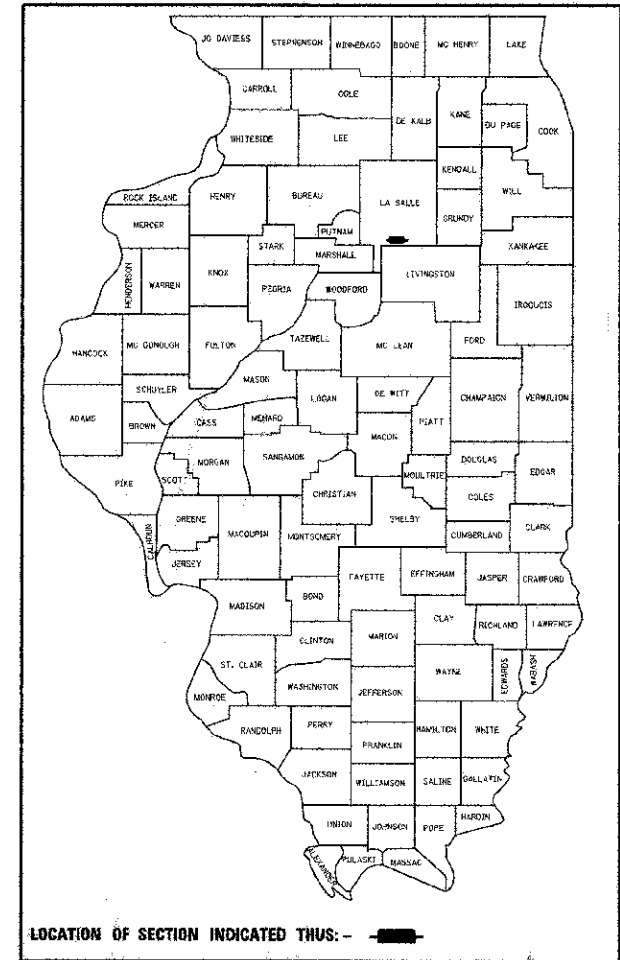 JO DAVIESS STEPHENSON WINNEBAGO BOONE MC HENRY LAKE
CARROLL OGLE DE KALB KANE DU PAGE COOK
WHITESIDE LEE
KENDALL WILL
ROCK ISLAND HENRY BUREAU LA SALLE GRUNDY
MERCER PUTNAM KANKAKEE
STARK MARSHALL LIVINGSTON
HENDERSON WARREN KNOX PEORIA WOODFORD IROQUOIS
TAZEWELL MC LEAN FORD
HANCOCK MC DONOUGH FULTON
MASON
SCHUYLER LOGAN DE WITT CHAMPAIGN VERMILION
ADAMS BROWN CASS MENARD PIATT
MACON
MORGAN SANGAMON DOUGLAS EDGAR
PIKE SCOTT MOULTRIE
CHRISTIAN COLES
GREENE SHELBY
CALHOUN MACOUPIN MONTGOMERY CUMBERLAND CLARK
JERSEY
FAYETTE EFFINGHAM JASPER CRAWFORD
MADISON BOND
CLAY RICHLAND LAWRENCE
CLINTON MARION
ST. CLAIR WAYNE EDWARDS WABASH
WASHINGTON JEFFERSON
MONROE
RANDOLPH PERRY HAMILTON WHITE
FRANKLIN
JACKSON WILLIAMSON SALINE GALLATIN
UNION JOHNSON POPE HARDIN
ALEXANDER PULASKI MASSAC
LOCATION OF SECTION INDICATED THUS: -